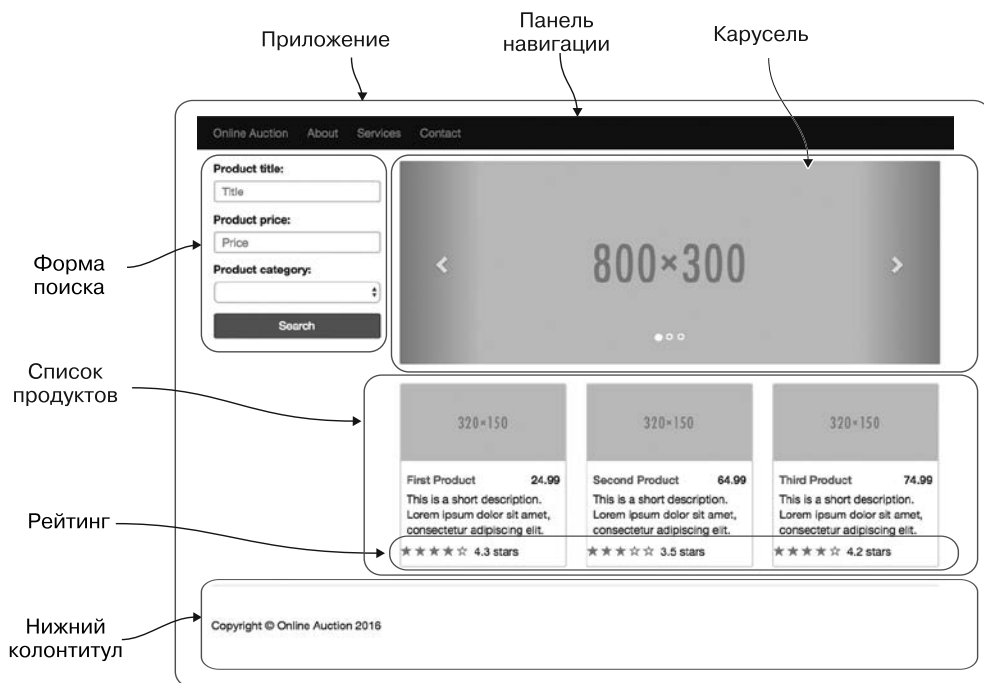 Приложение
Панель
навигации
Карусель
Online Auction About Services Contact
Product title:
Title
Product price:
Price
Product category:
Search
Форма
поиска
800×300
Список
продуктов
320×150 320×150 320×150
First Product 24.99
This is a short description.
Lorem ipsum dolor sit amet,
consectetur adipiscing elit.
4.3 stars
Second Product 64.99
This is a short description.
Lorem ipsum dolor sit amet,
consectetur adipiscing elit.
3.5 stars
Third Product 74.99
This is a short description.
Lorem ipsum dolor sit amet,
consectetur adipiscing elit.
4.2 stars
Рейтинг
Нижний
колонтитул
Copyright © Online Auction 2016